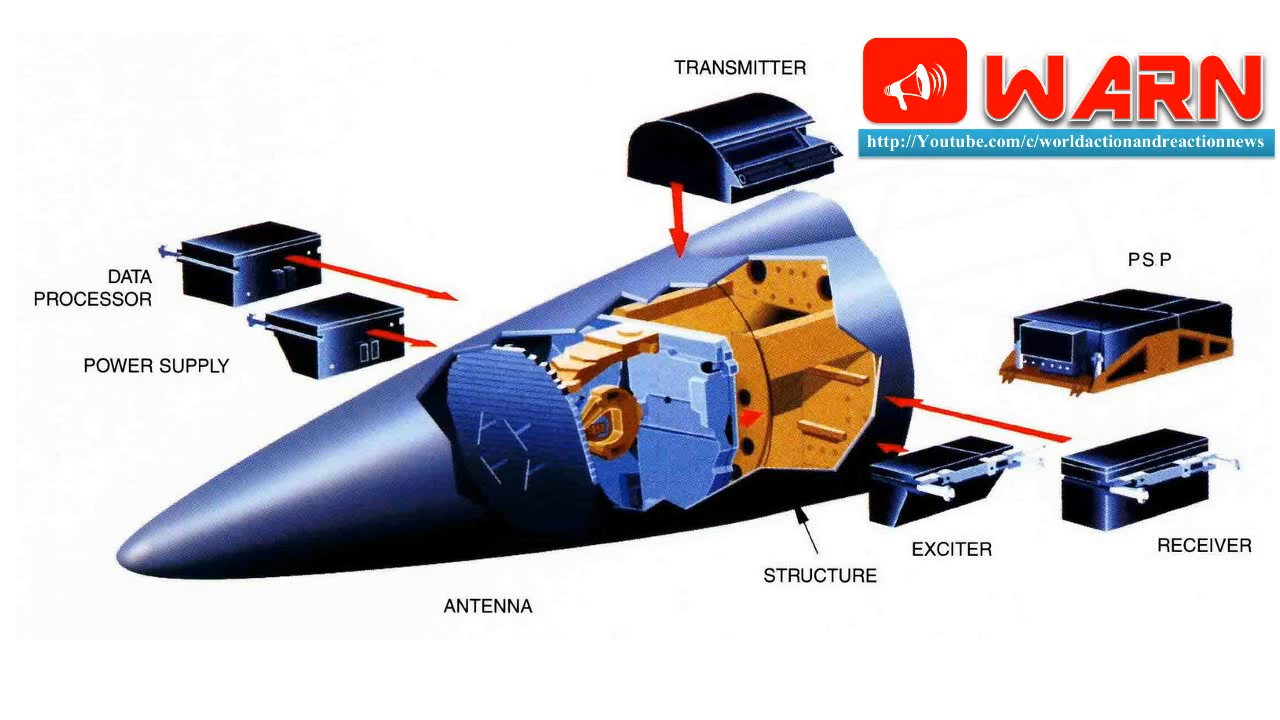 TRANSMITTER
WARN
http://Youtube.com/c/worldactionandreactionnews
DATA
PROCESSOR
POWER SUPPLY
PSP
EXCITER
RECEIVER
STRUCTURE
ANTENNA